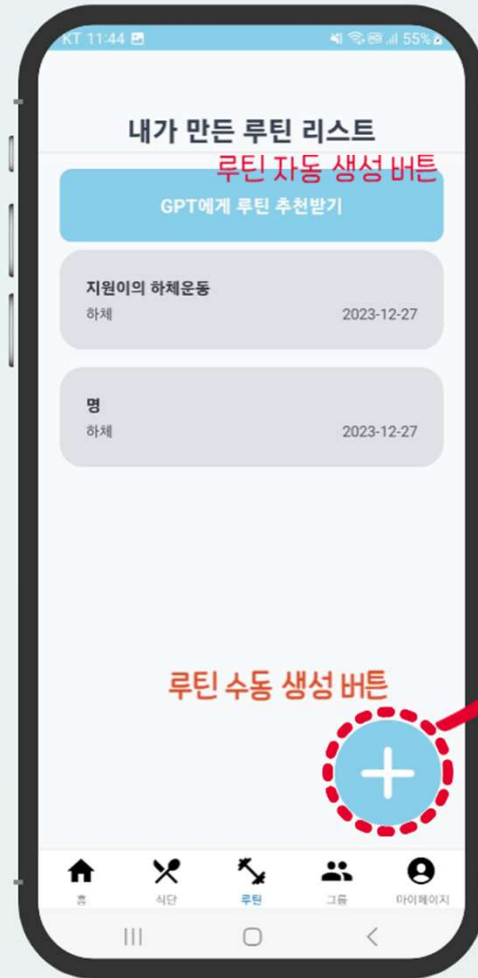 KT 11:44 55%
내가 만든 루틴 리스트
루틴 자동 생성 버튼
GPT에게 루틴 추천받기
지원이의 하체운동
하체 2023-12-27
명
하체 2023-12-27
루틴 수동 생성 버튼
홈 식단 루틴 그룹 마이페이지